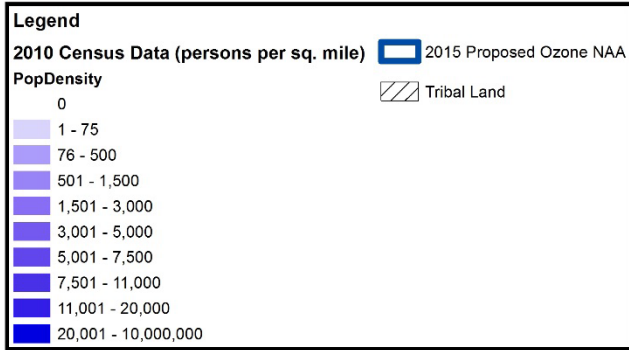 Legend
2010 Census Data (persons per sq. mile)
PopDensity
0
1 - 75
76 - 500
501 - 1,500
1,501 - 3,000
3,001 - 5,000
5,001 - 7,500
7,501 - 11,000
11,001 - 20,000
20,001 - 10,000,000
2015 Proposed Ozone NAA
Tribal Land